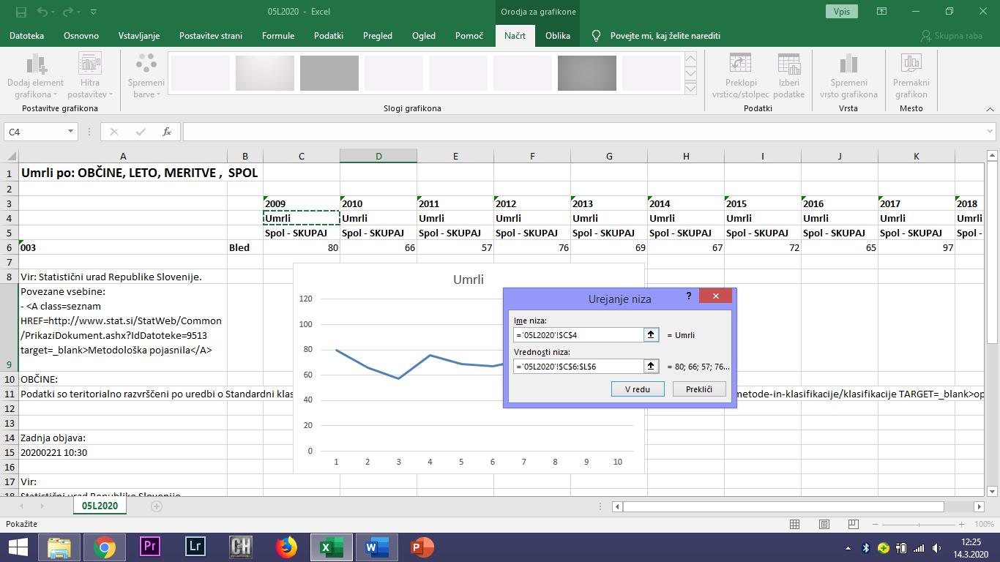 05L2020 - Excel
Orodja za grafikone
Vpis
Datoteka Osnovno Vstavljanje Postavitev strani Formule Podatki Pregled Ogled Pomoč Načrt Oblika Povejte mi, kaj želite narediti Skupna raba
Dodaj element grafikona
Hitra postavitev
Spremeni barve
Preklopi vrstico/stolpec
Izberi podatke
Spremeni vrsto grafikona
Premakni grafikon
Postavitve grafikona Slogi grafikona Podatki Vrsta Mesto
C4 fx
A B C D E F G H I J K
1 Umrli po: OBČINE, LETO, MERITVE , SPOL
2
3 2009 2010 2011 2012 2013 2014 2015 2016 2017 2018
4 Umrli Umrli Umrli Umrli Umrli Umrli Umrli Umrli Umrli Umrli
5 Spol - SKUPAJ Spol - SKUPAJ Spol - SKUPAJ Spol - SKUPAJ Spol - SKUPAJ Spol - SKUPAJ Spol - SKUPAJ Spol - SKUPAJ Spol - SKUPAJ Spol -
6 003 Bled 80 66 57 76 69 67 72 65 97
7
8 Vir: Statistični urad Republike Slovenije.
Povezane vsebine:
- <A class=seznam
HREF=http://www.stat.si/StatWeb/Common
/PrikaziDokument.ashx?IdDatoteke=9513
target=_blank>Metodološka pojasnila</A>
9
10 OBČINE:
11 Podatki so teritorialno razvrščeni po uredbi o Standardni klas
metode-in-klasifikacije/klasifikacije TARGET=_blank>op
12
13
14 Zadnja objava:
15 20200221 10:30
16
17 Vir:
18 Statistični urad Republike Slovenije
Umrli
120
100
80
60
40
20
0
1 2 3 4 5 6 7 8 9 10
Urejanje niza
?
Ime niza:
='05L2020'!$C$4 = Umrli
Vrednosti niza:
='05L2020'!$C$6:$L$6 = 80; 66; 57; 76...
V redu Prekliči
05L2020
Pokažite
100%
Pr Lr CH
12:25
14.3.2020